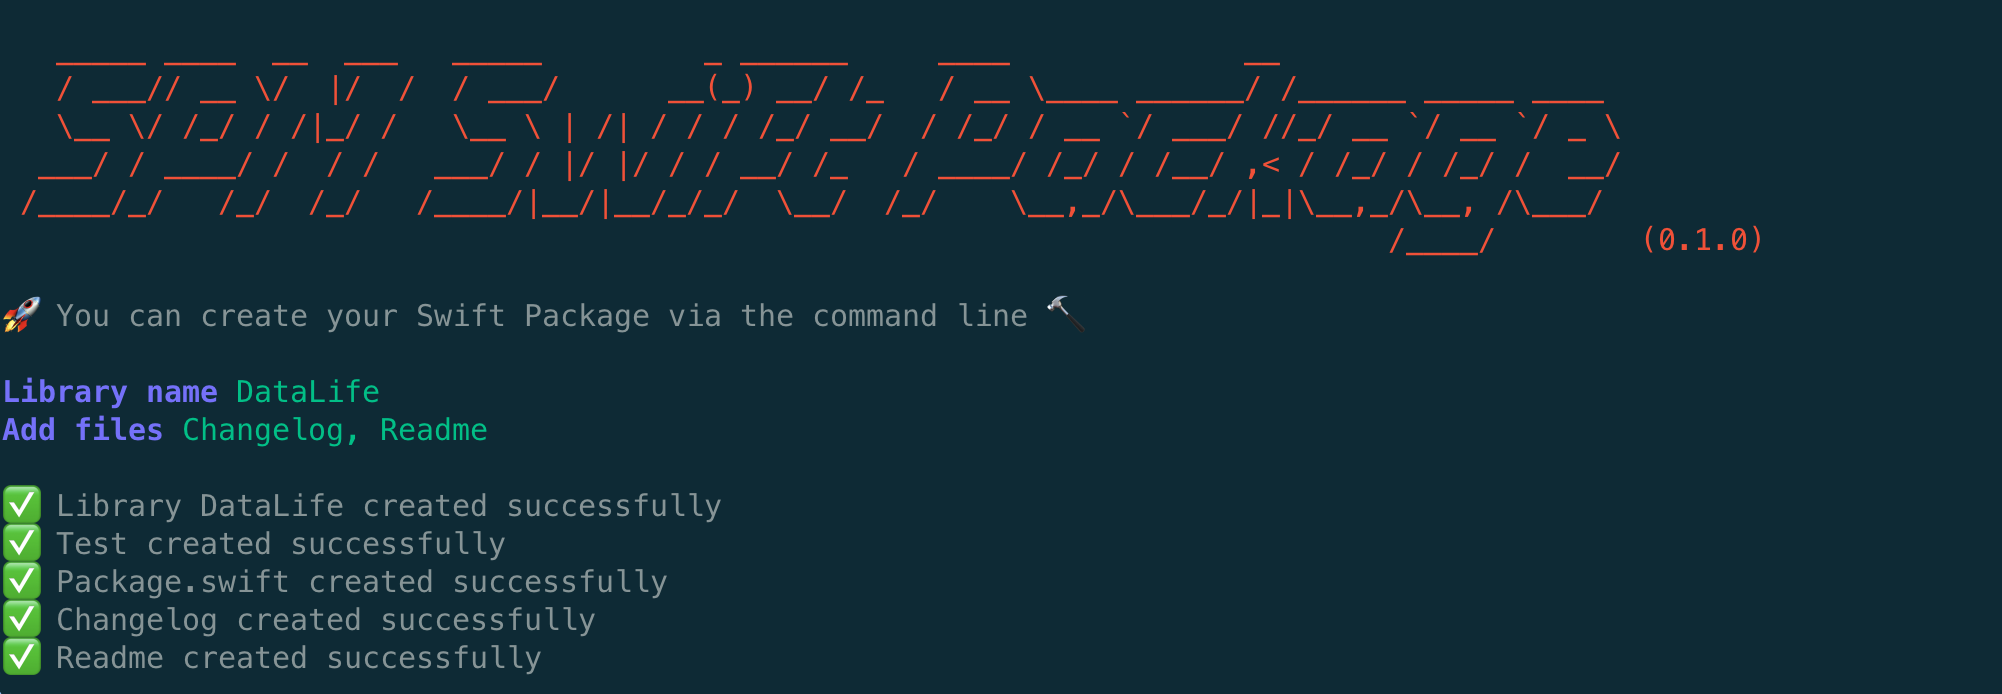 SPM Swift Package
(0.1.0)
🚀 You can create your Swift Package via the command line 🔨
Library name DataLife
Add files Changelog, Readme
✅ Library DataLife created successfully
✅ Test created successfully
✅ Package.swift created successfully
✅ Changelog created successfully
✅ Readme created successfully